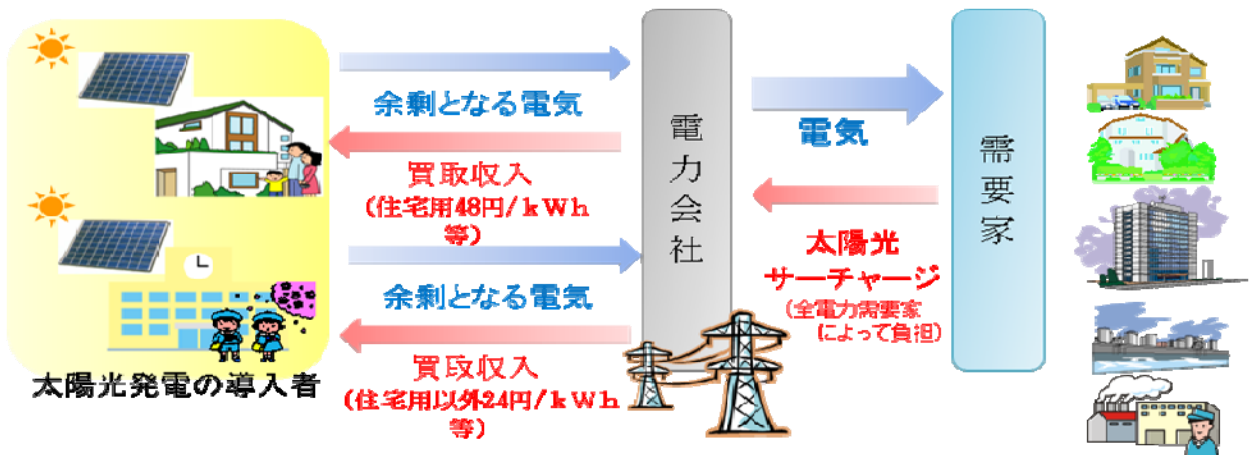 余剰となる電気
買取収入
(住宅用48円/kWh
等)
余剰となる電気
買取収入
(住宅用以外24円/kWh
等)
太陽光発電の導入者
電力会社
電気
太陽光
サーチャージ
(全電力需要家
によって負担)
需要家